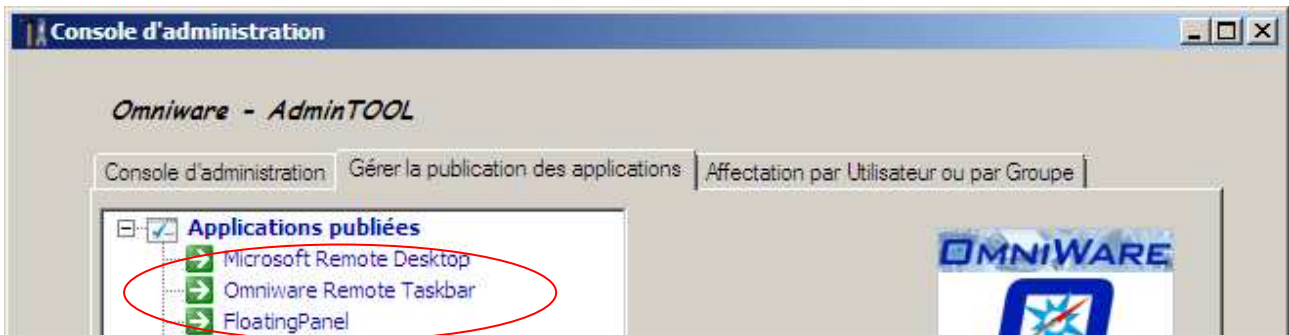 Console d'administration
Omniware - AdminTOOL
Console d'administration
Gérer la publication des applications
Affectation par Utilisateur ou par Groupe
Applications publiées
Microsoft Remote Desktop
Omniware Remote Taskbar
FloatingPanel
OMNIWARE